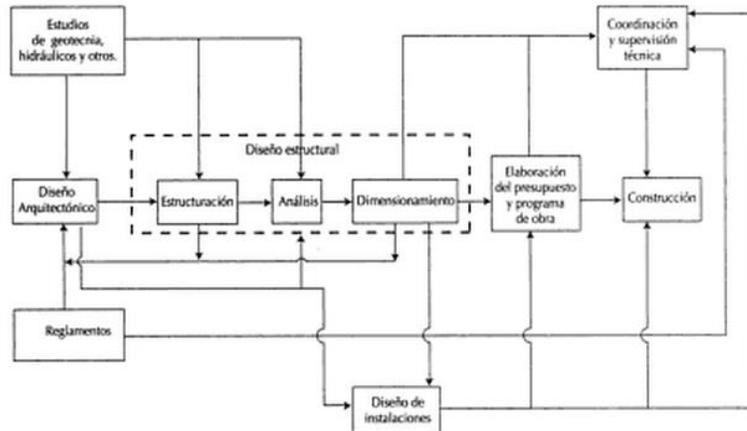 Estudios
de geotecnia,
hidráulicos y otros.
Coordinación
y supervisión
técnica
Diseño estructural
Diseño
Arquitectónico
Estructuración
Análisis
Dimensionamiento
Elaboración
del presupuesto
y programa
de obra
Construcción
Reglamentos
Diseño de
instalaciones